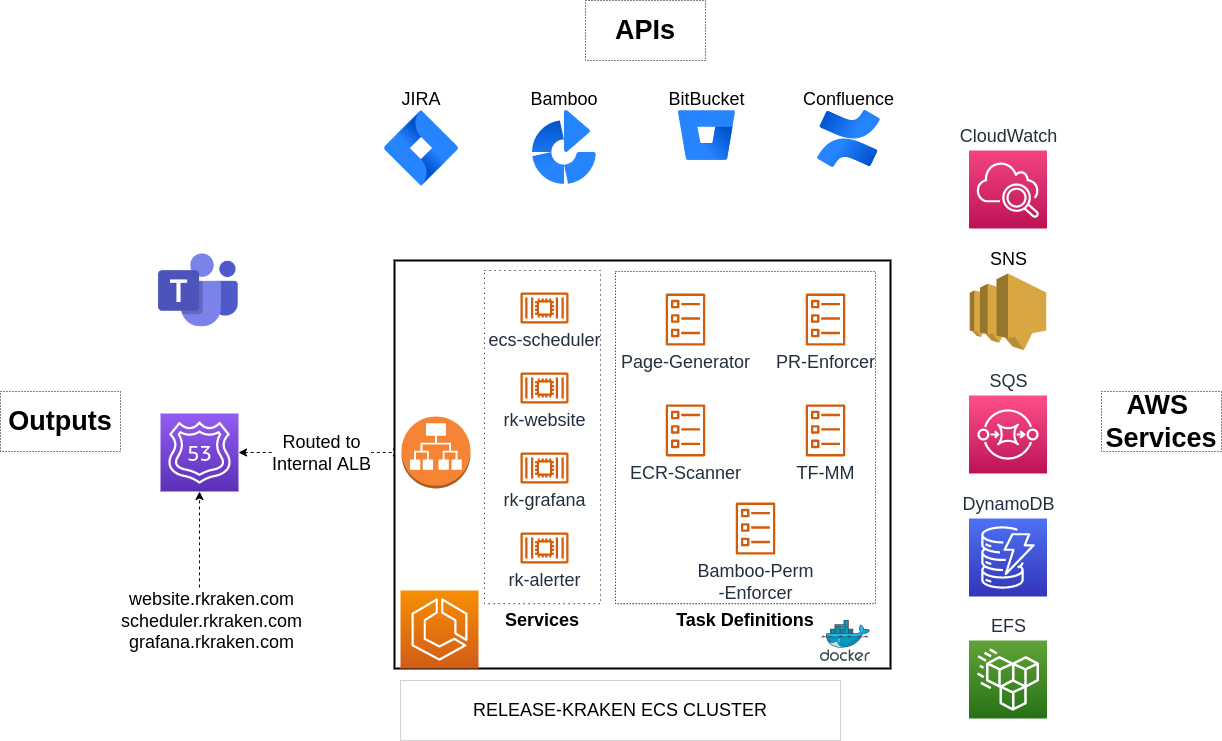 APIs
JIRA
Bamboo
BitBucket
Confluence
CloudWatch
SNS
SQS
DynamoDB
EFS
AWS
Services
T
Outputs
53
Routed to
Internal ALB
website.rkraken.com
scheduler.rkraken.com
grafana.rkraken.com
ecs-scheduler
rk-website
rk-grafana
rk-alerter
Services
Page-Generator
PR-Enforcer
ECR-Scanner
TF-MM
Bamboo-Perm
-Enforcer
Task Definitions
docker
RELEASE-KRAKEN ECS CLUSTER